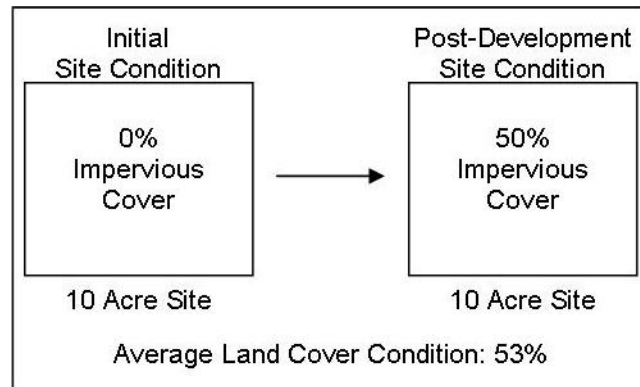 Initial
Site Condition
0%
Impervious
Cover
10 Acre Site
Post-Development
Site Condition
50%
Impervious
Cover
10 Acre Site
Average Land Cover Condition: 53%